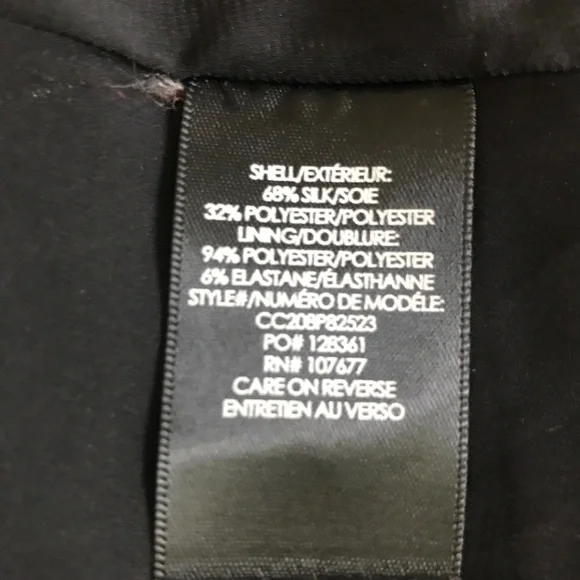 SHELL/EXTÉRIEUR:
68% SILK/SOIE
32% POLYESTER/POLYESTER
LINING/DOUBLURE:
94% POLYESTER/POLYESTER
6% ELASTANE/ÉLASTHANNE
STYLE#/NUMÉRO DE MODÉLE:
CC208P82523
PO# 128361
RN# 107677
CARE ON REVERSE
ENTRETIEN AU VERSO